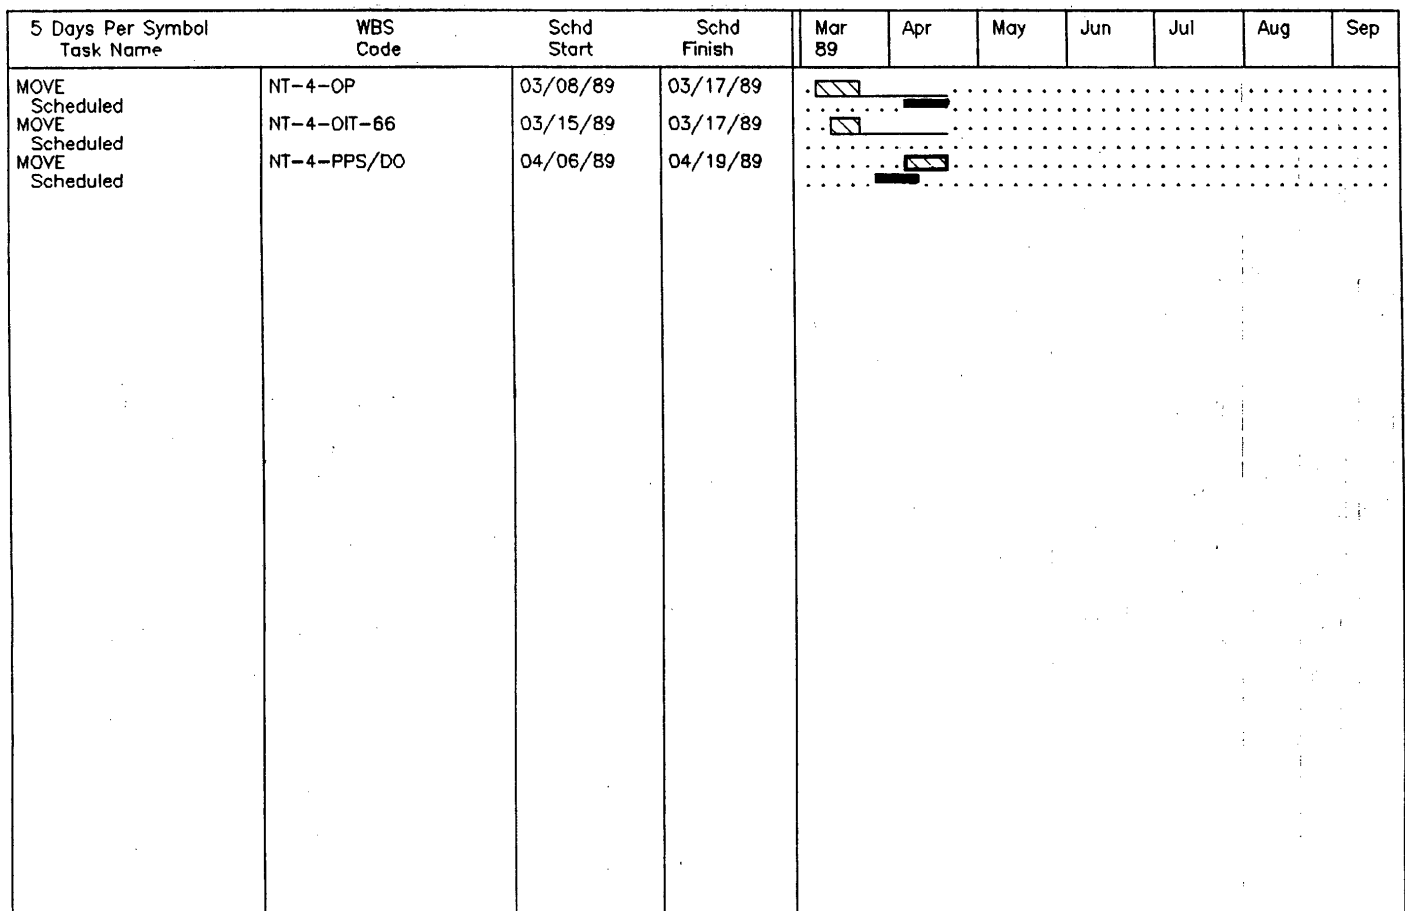 5 Days Per Symbol WBS Schd Schd Mar Apr May Jun Jul Aug Sep
Task Name Code Start Finish 89
MOVE NT-4-OP 03/08/89 03/17/89
Scheduled
MOVE NT-4-OIT-66 03/15/89 03/17/89
Scheduled
MOVE NT-4-PPS/DO 04/06/89 04/19/89
Scheduled